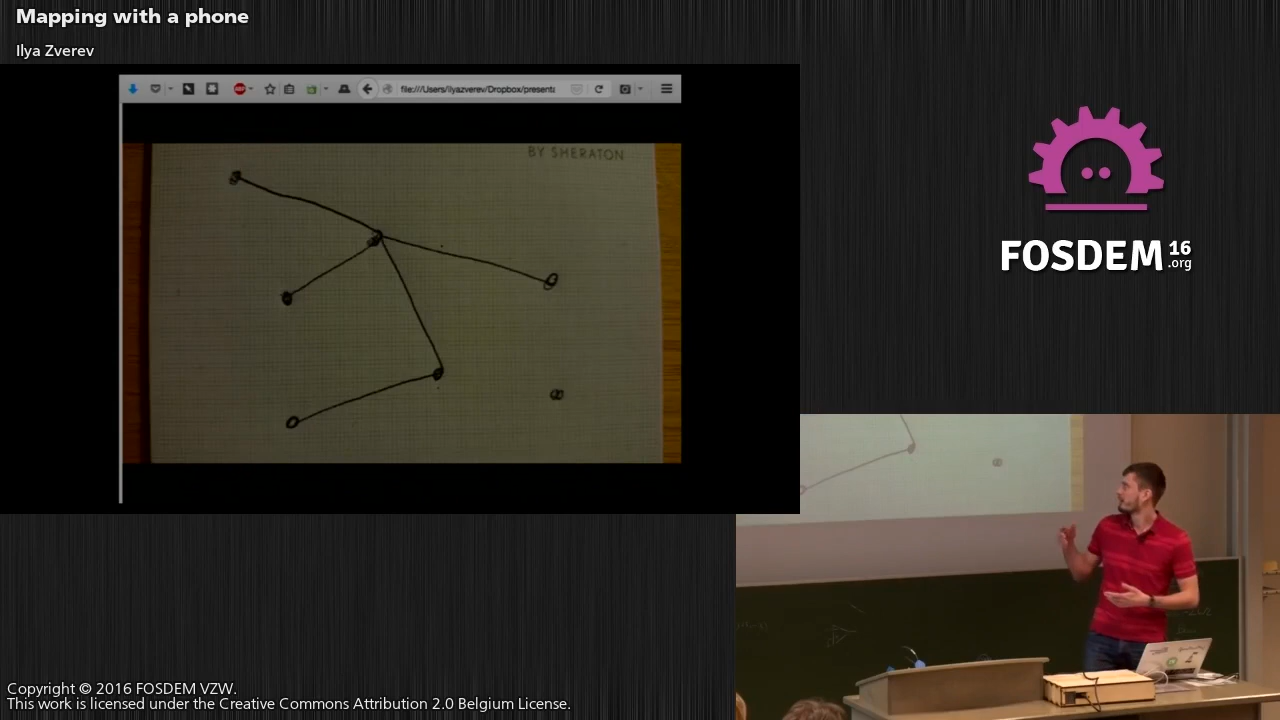 Mapping with a phone
Ilya Zverev
file:///Users/ilyazverev/Dropbox/present
BY SHERATON
FOSDEM 16
.org
Copyright © 2016 FOSDEM VZW.
This work is licensed under the Creative Commons Attribution 2.0 Belgium License.